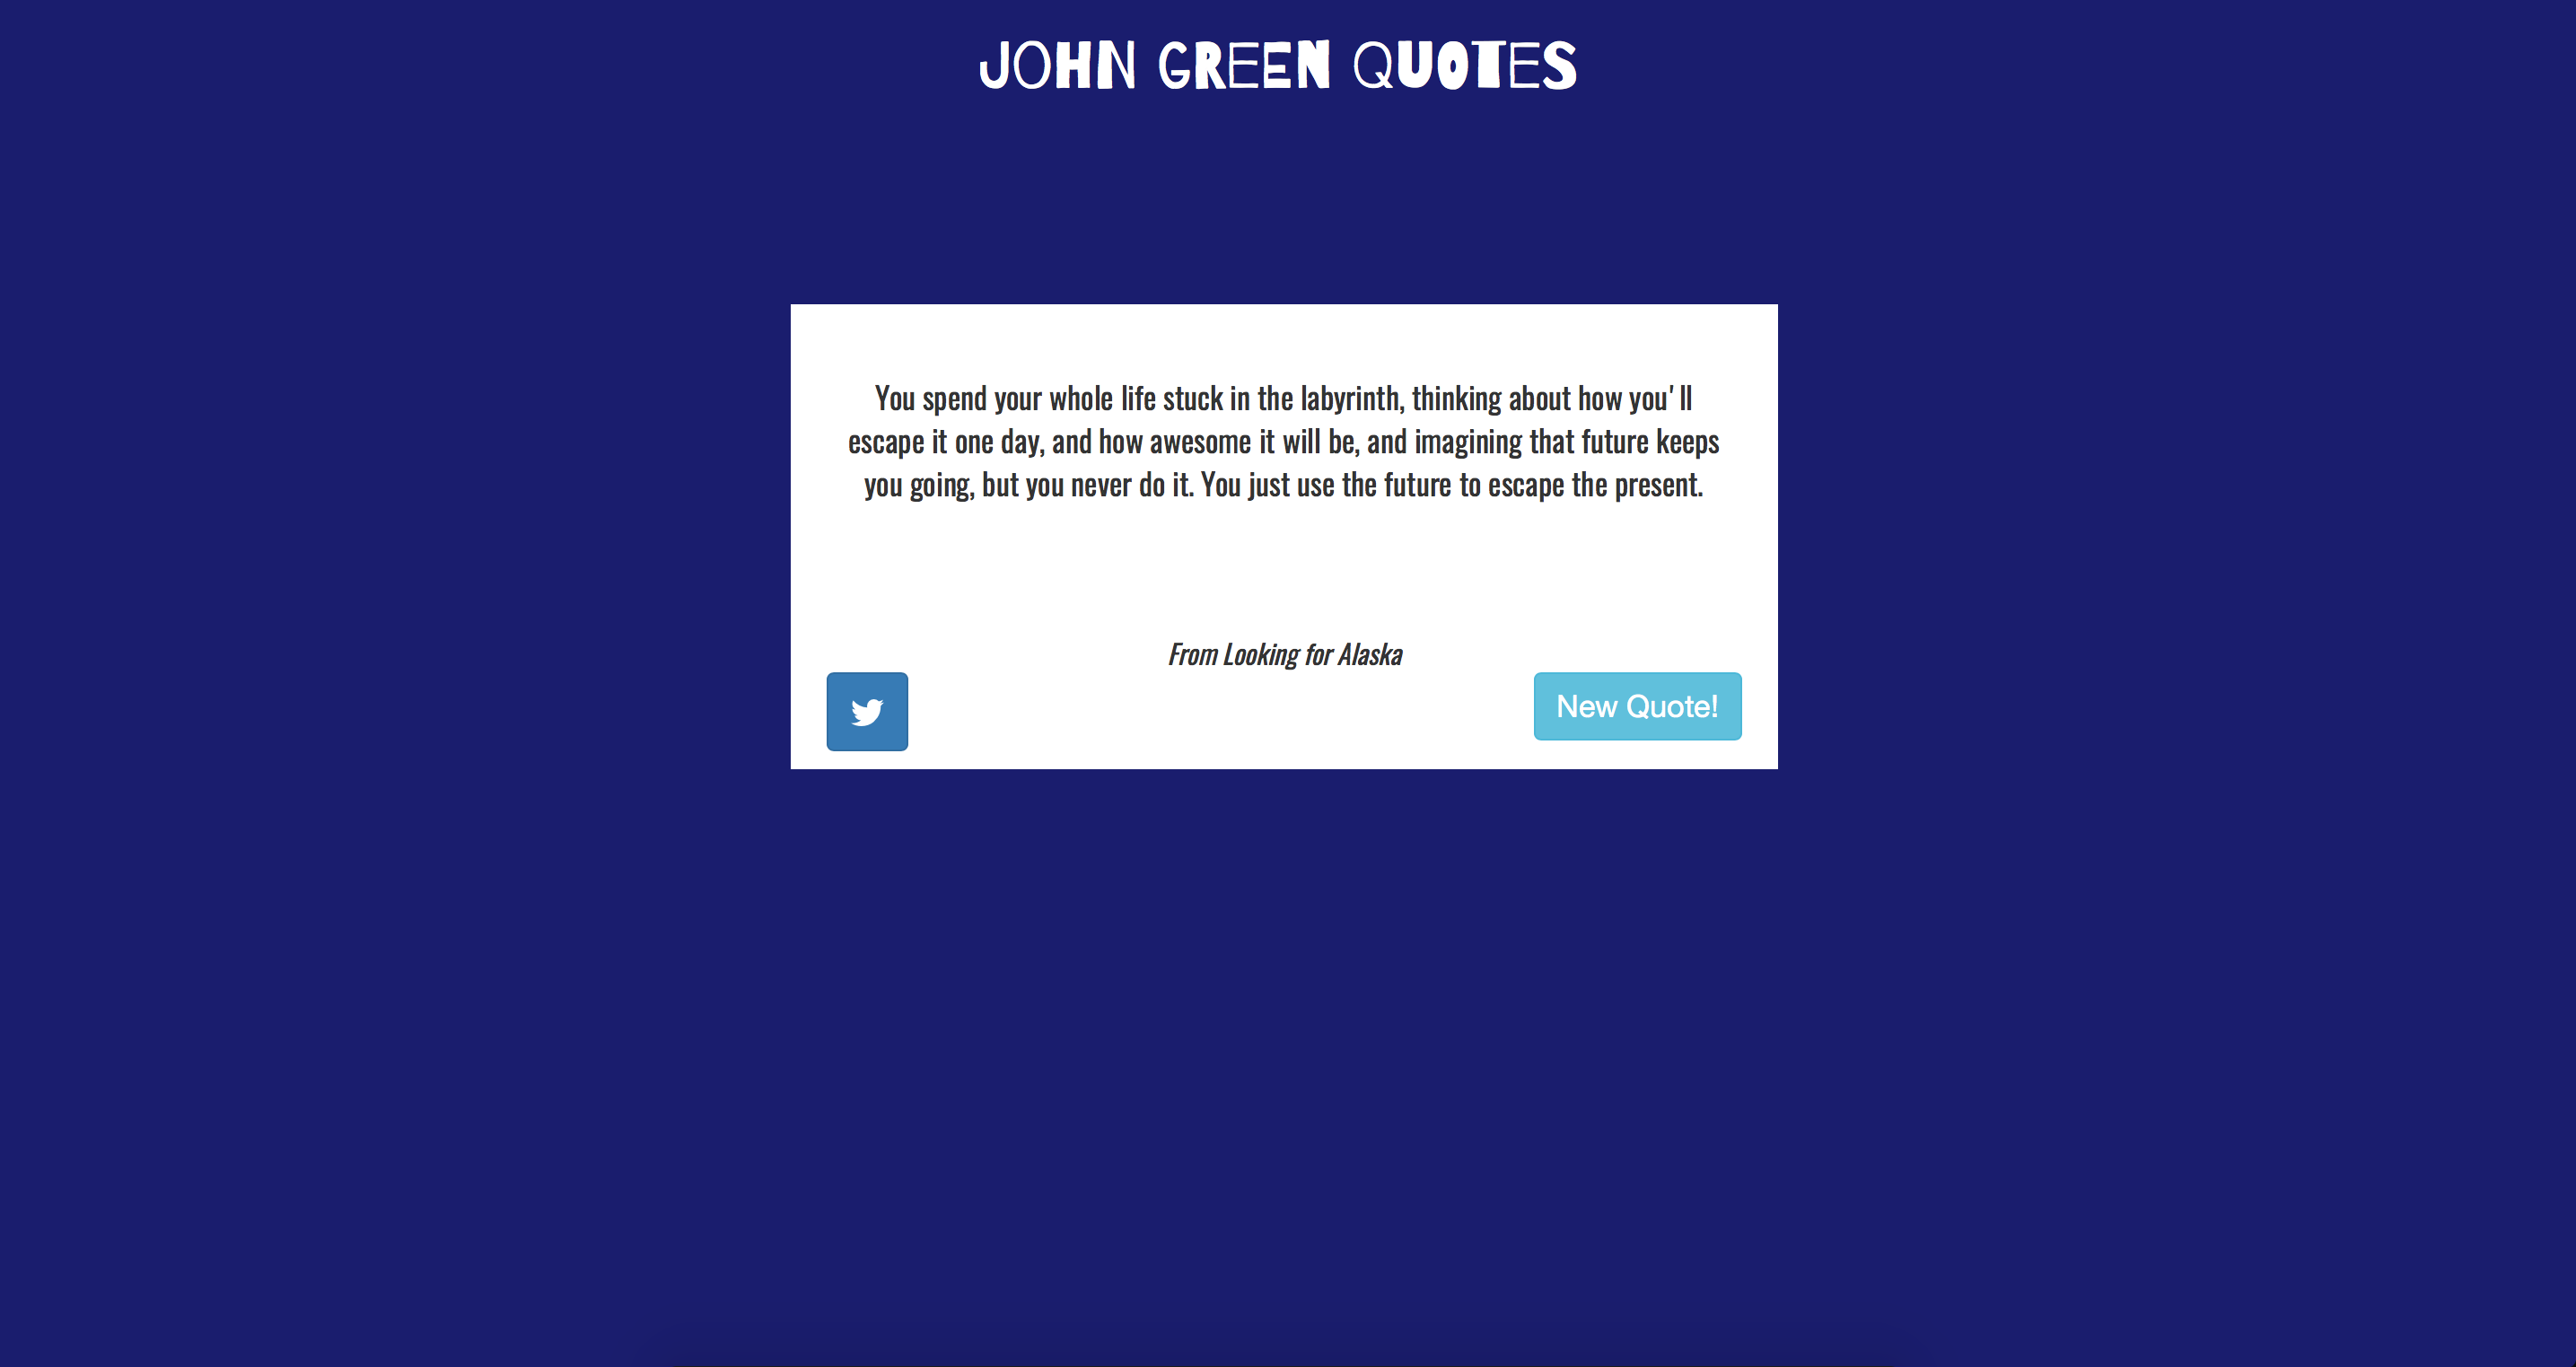 JOHN GREEN QUOTES
You spend your whole life stuck in the labyrinth, thinking about how you'll
escape it one day, and how awesome it will be, and imagining that future keeps
you going, but you never do it. You just use the future to escape the present.
From Looking for Alaska
New Quote!